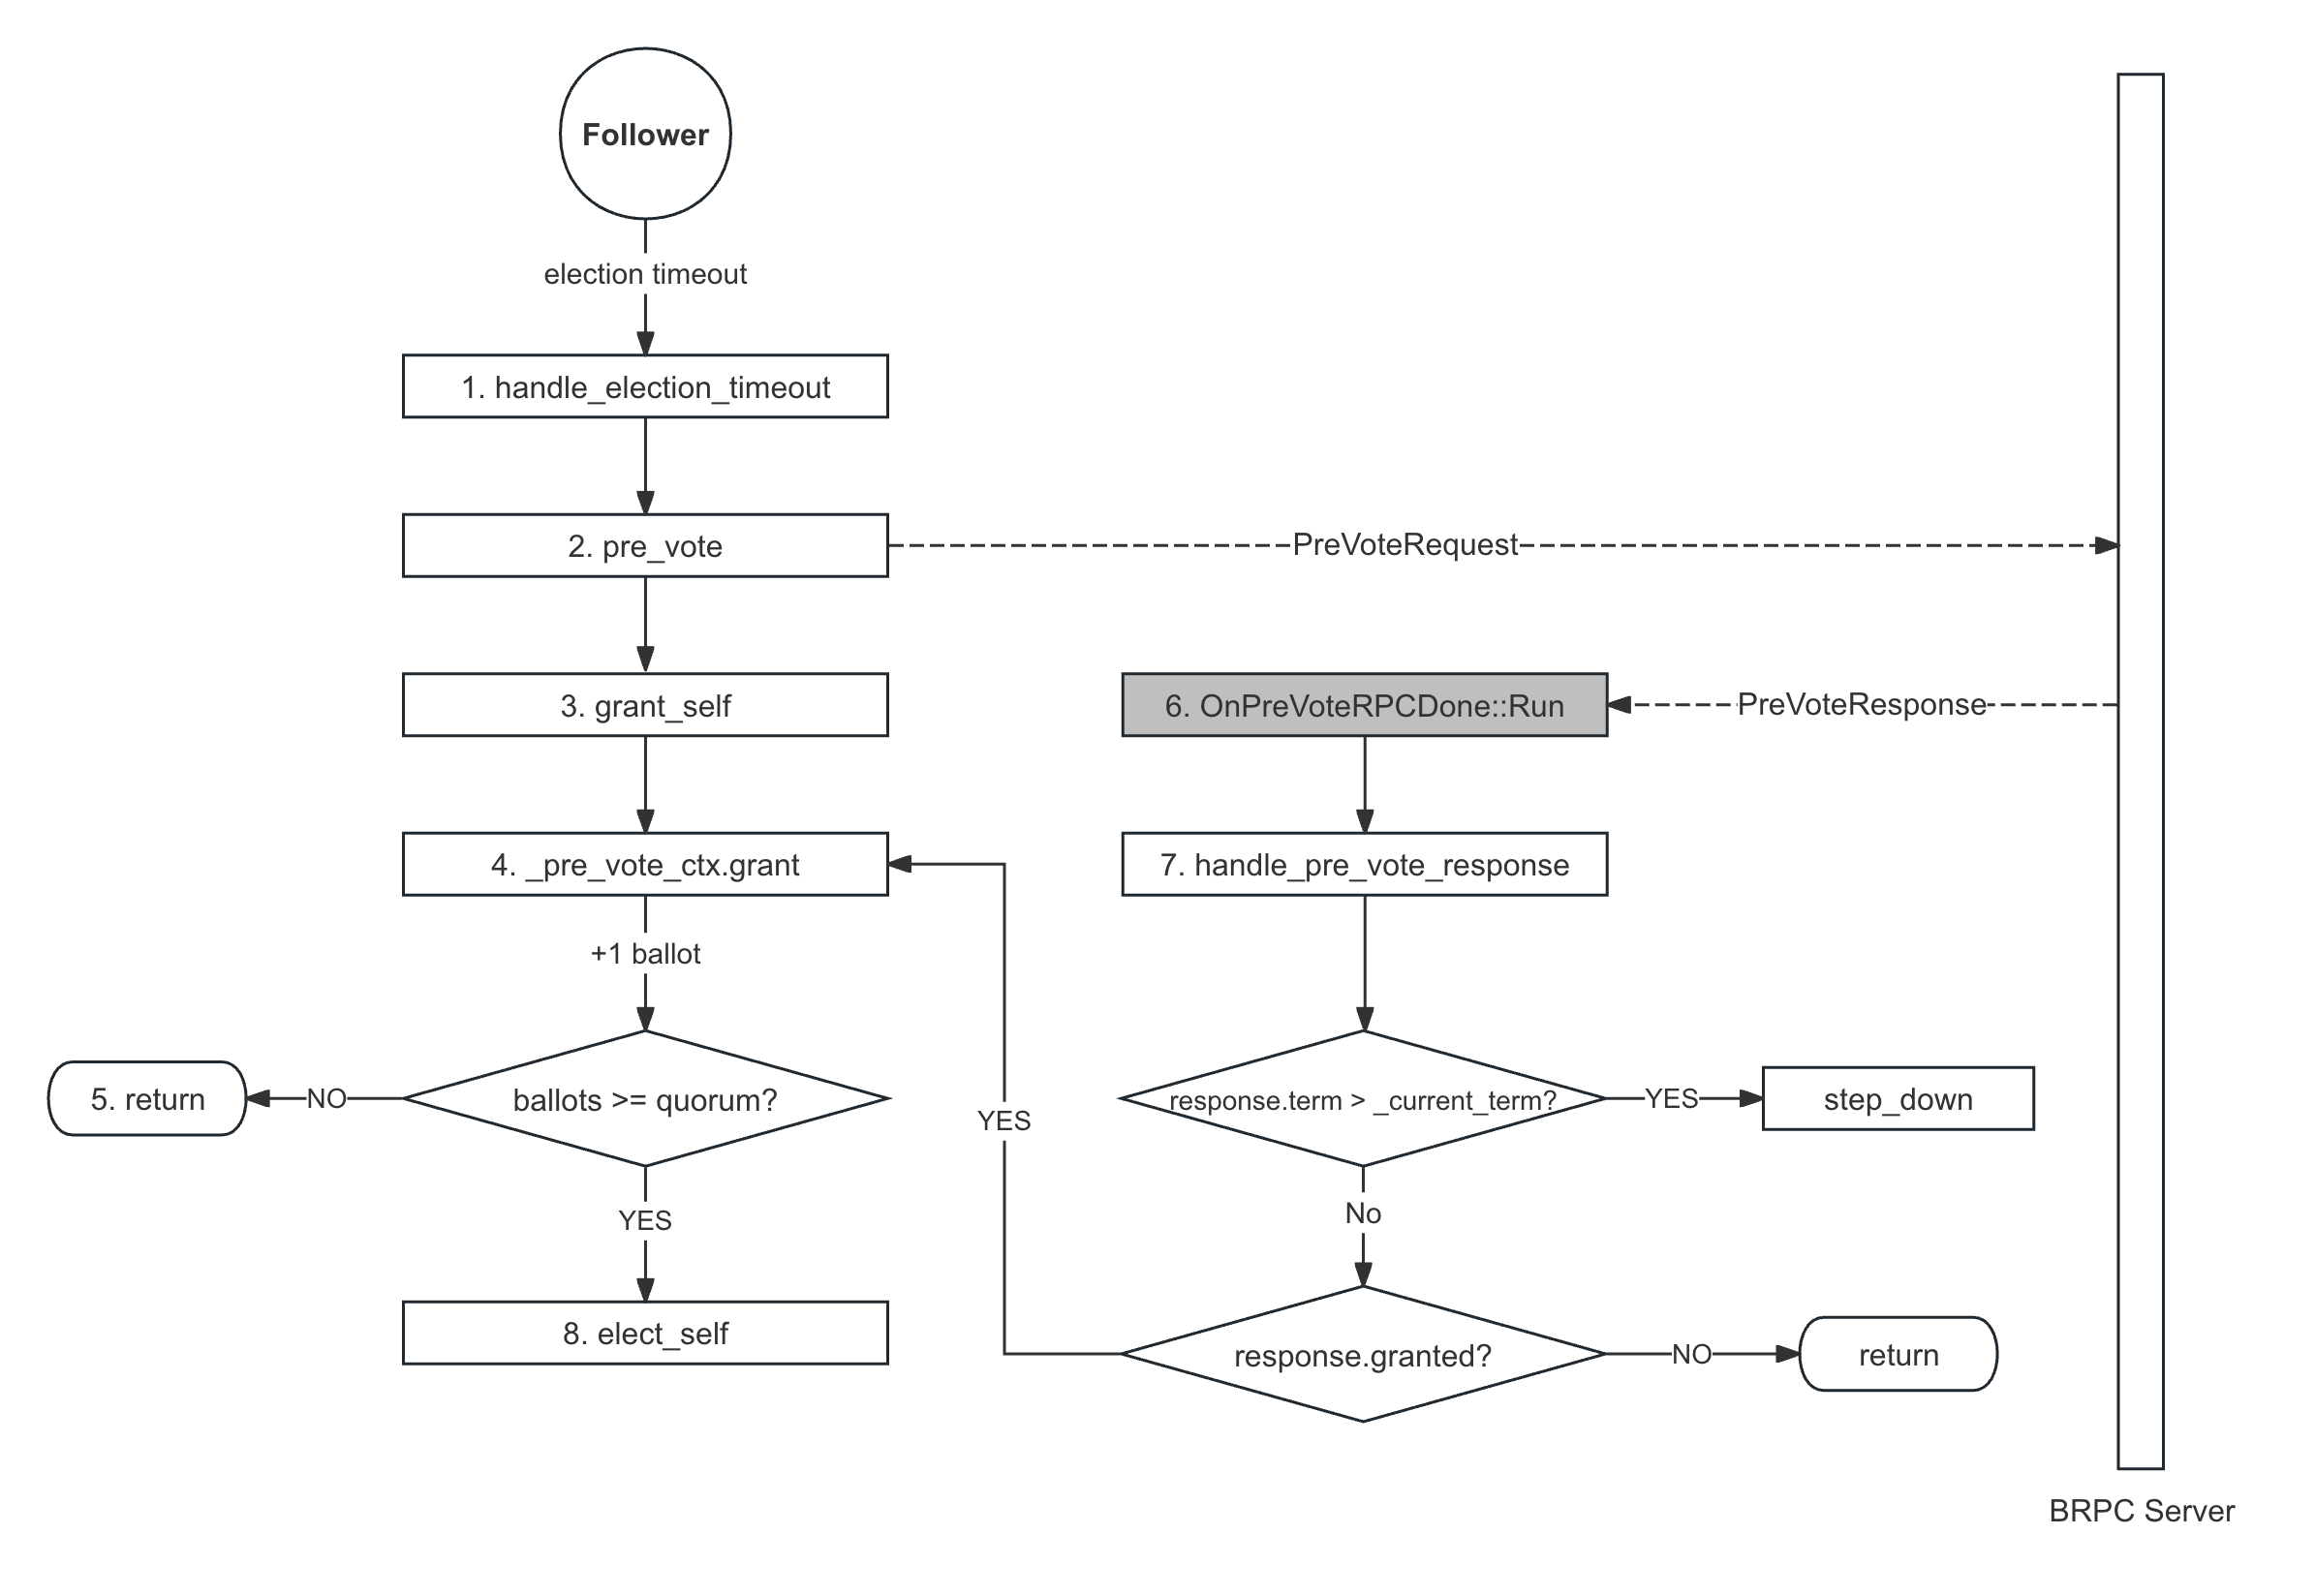 Follower
election timeout
1. handle_election_timeout
2. pre_vote
PreVoteRequest
3. grant_self
6. OnPreVoteRPCDone::Run
PreVoteResponse
4. _pre_vote_ctx.grant
7. handle_pre_vote_response
+1 ballot
5. return
NO
ballots >= quorum?
YES
response.term > _current_term?
YES
step_down
YES
No
8. elect_self
response.granted?
NO
return
BRPC Server